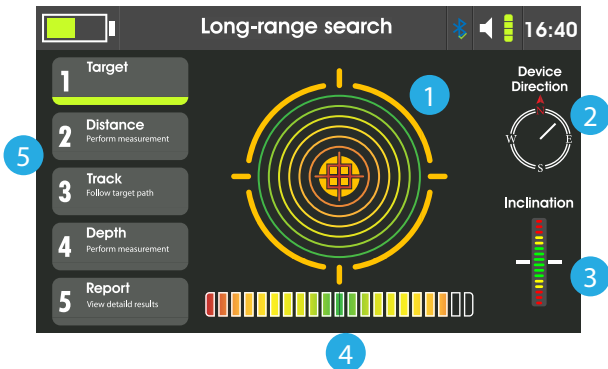 Long-range search
16:40
1 Target
2 Distance
Perform measurement
3 Track
Follow target path
4 Depth
Perform measurement
5 Report
View detaild results
1
Device
Direction
N
W
E
S
2
Inclination
3
4
5